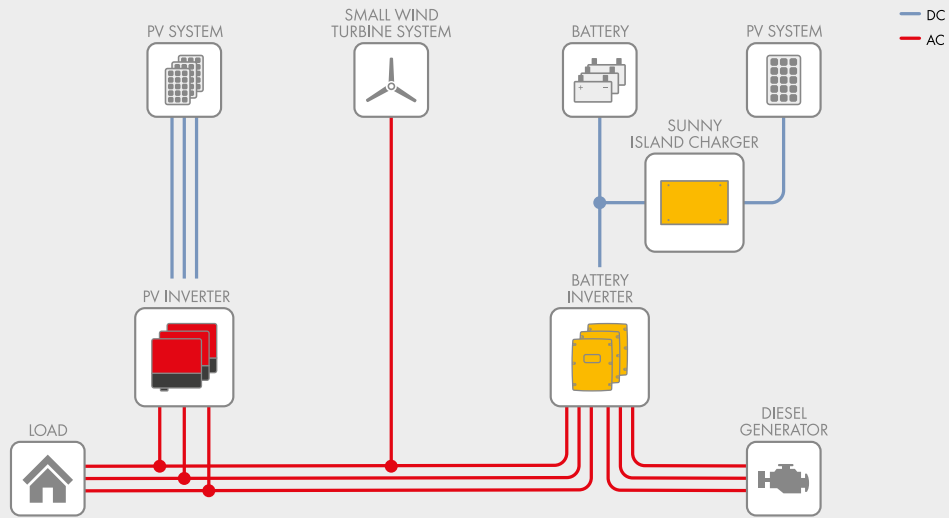 SMALL WIND
TURBINE SYSTEM
PV SYSTEM
BATTERY
PV SYSTEM
DC
AC
SUNNY
ISLAND CHARGER
PV INVERTER
BATTERY
INVERTER
LOAD
DIESEL
GENERATOR